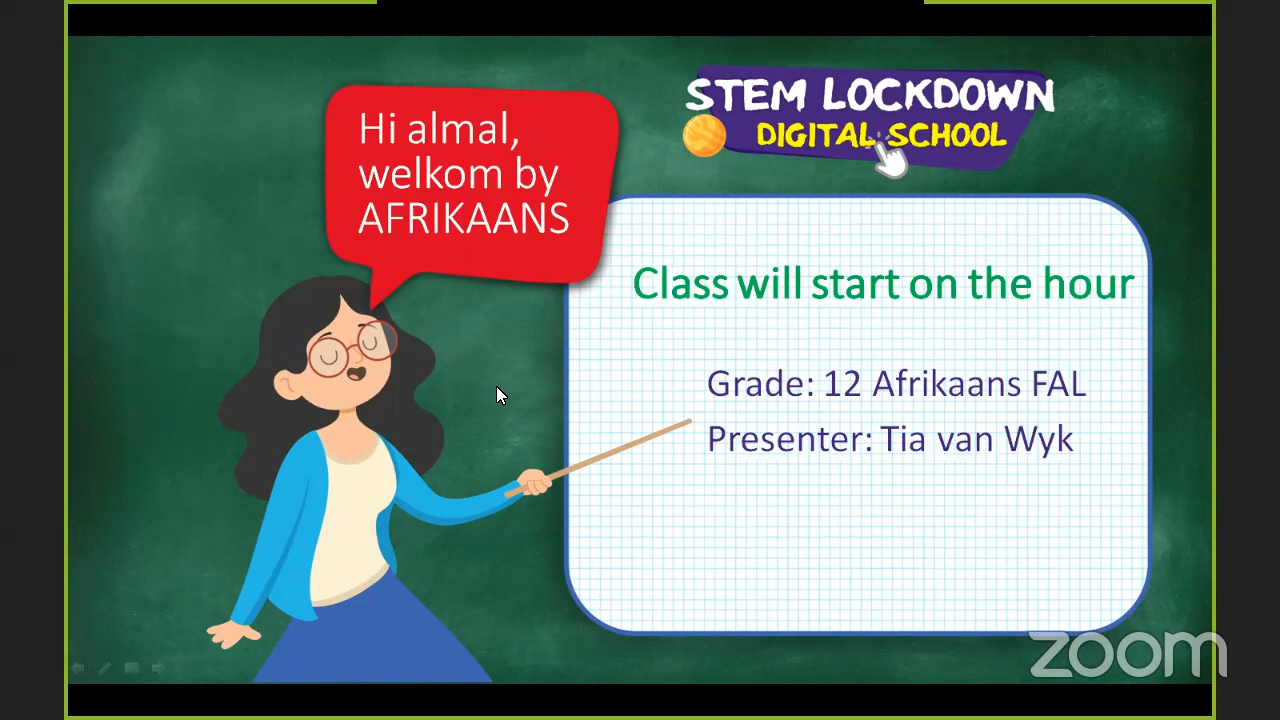 STEM LOCKDOWN
DIGITAL SCHOOL
Hi almal,
welkom by
AFRIKAANS
Class will start on the hour
Grade: 12 Afrikaans FAL
Presenter: Tia van Wyk
zoom